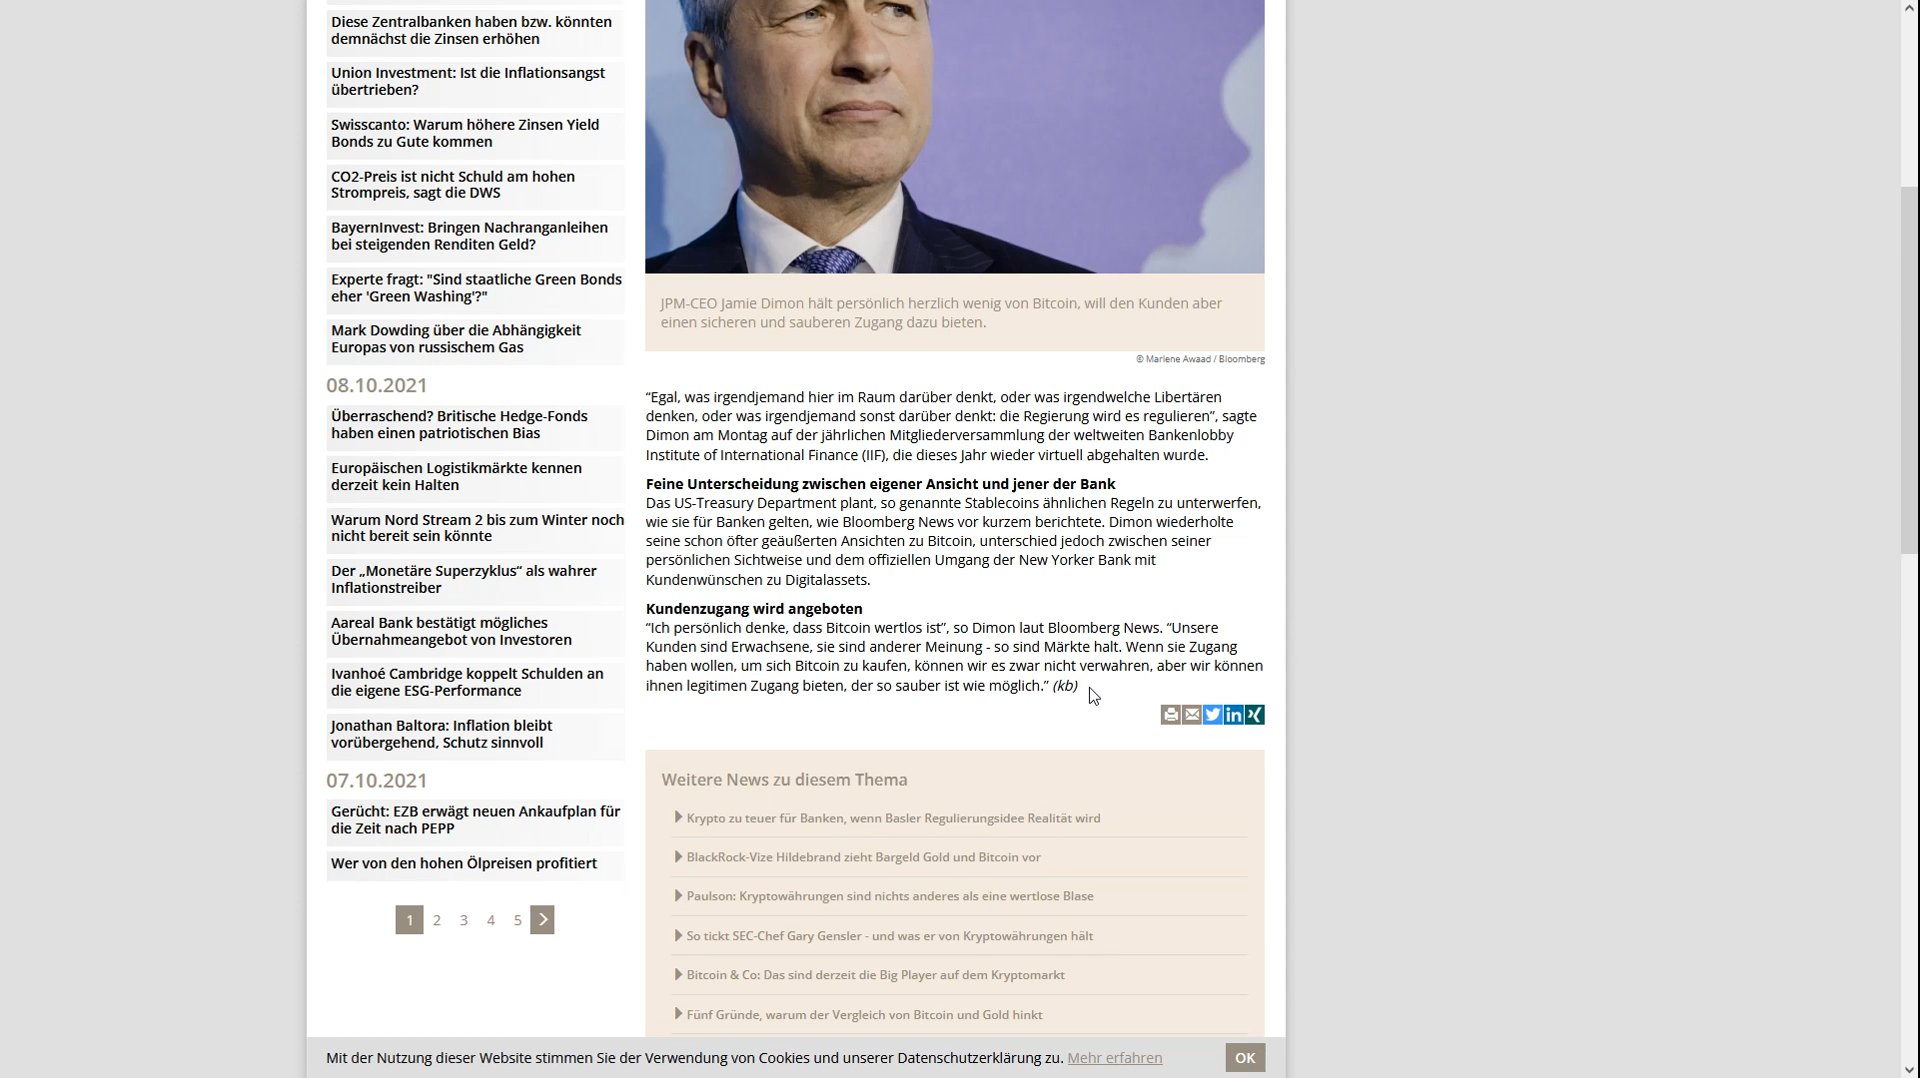 Diese Zentralbanken haben bzw. könnten
demnächst die Zinsen erhöhen
Union Investment: Ist die Inflationsangst
übertrieben?
Swisscanto: Warum höhere Zinsen Yield
Bonds zu Gute kommen
CO2-Preis ist nicht Schuld am hohen
Strompreis, sagt die DWS
BayernInvest: Bringen Nachranganleihen
bei steigenden Renditen Geld?
Experte fragt: "Sind staatliche Green Bonds
eher 'Green Washing'?"
Mark Dowding über die Abhängigkeit
Europas von russischem Gas
08.10.2021
Überraschend? Britische Hedge-Fonds
haben einen patriotischen Bias
Europäischen Logistikmärkte kennen
derzeit kein Halten
Warum Nord Stream 2 bis zum Winter noch
nicht bereit sein könnte
Der „Monetäre Superzyklus“ als wahrer
Inflationstreiber
Aareal Bank bestätigt mögliches
Übernahmeangebot von Investoren
Ivanhoé Cambridge koppelt Schulden an
die eigene ESG-Performance
Jonathan Baltora: Inflation bleibt
vorübergehend, Schutz sinnvoll
07.10.2021
Gerücht: EZB erwägt neuen Ankaufplan für
die Zeit nach PEPP
Wer von den hohen Ölpreisen profitiert
1 2 3 4 5
JPM-CEO Jamie Dimon hält persönlich herzlich wenig von Bitcoin, will den Kunden aber
einen sicheren und sauberen Zugang dazu bieten.
© Marlene Awaad / Bloomberg
“Egal, was irgendjemand hier im Raum darüber denkt, oder was irgendwelche Libertären
denken, oder was irgendjemand sonst darüber denkt: die Regierung wird es regulieren”, sagte
Dimon am Montag auf der jährlichen Mitgliederversammlung der weltweiten Bankenlobby
Institute of International Finance (IIF), die dieses Jahr wieder virtuell abgehalten wurde.
Feine Unterscheidung zwischen eigener Ansicht und jener der Bank
Das US-Treasury Department plant, so genannte Stablecoins ähnlichen Regeln zu unterwerfen,
wie sie für Banken gelten, wie Bloomberg News vor kurzem berichtete. Dimon wiederholte
seine schon öfter geäußerten Ansichten zu Bitcoin, unterschied jedoch zwischen seiner
persönlichen Sichtweise und dem offiziellen Umgang der New Yorker Bank mit
Kundenwünschen zu Digitalassets.
Kundenzugang wird angeboten
“Ich persönlich denke, dass Bitcoin wertlos ist”, so Dimon laut Bloomberg News. “Unsere
Kunden sind Erwachsene, sie sind anderer Meinung - so sind Märkte halt. Wenn sie Zugang
haben wollen, um sich Bitcoin zu kaufen, können wir es zwar nicht verwahren, aber wir können
ihnen legitimen Zugang bieten, der so sauber ist wie möglich.” (kb)
Weitere News zu diesem Thema
Krypto zu teuer für Banken, wenn Basler Regulierungsidee Realität wird
BlackRock-Vize Hildebrand zieht Bargeld Gold und Bitcoin vor
Paulson: Kryptowährungen sind nichts anderes als eine wertlose Blase
So tickt SEC-Chef Gary Gensler - und was er von Kryptowährungen hält
Bitcoin & Co: Das sind derzeit die Big Player auf dem Kryptomarkt
Fünf Gründe, warum der Vergleich von Bitcoin und Gold hinkt
Mit der Nutzung dieser Website stimmen Sie der Verwendung von Cookies und unserer Datenschutzerklärung zu. Mehr erfahren OK